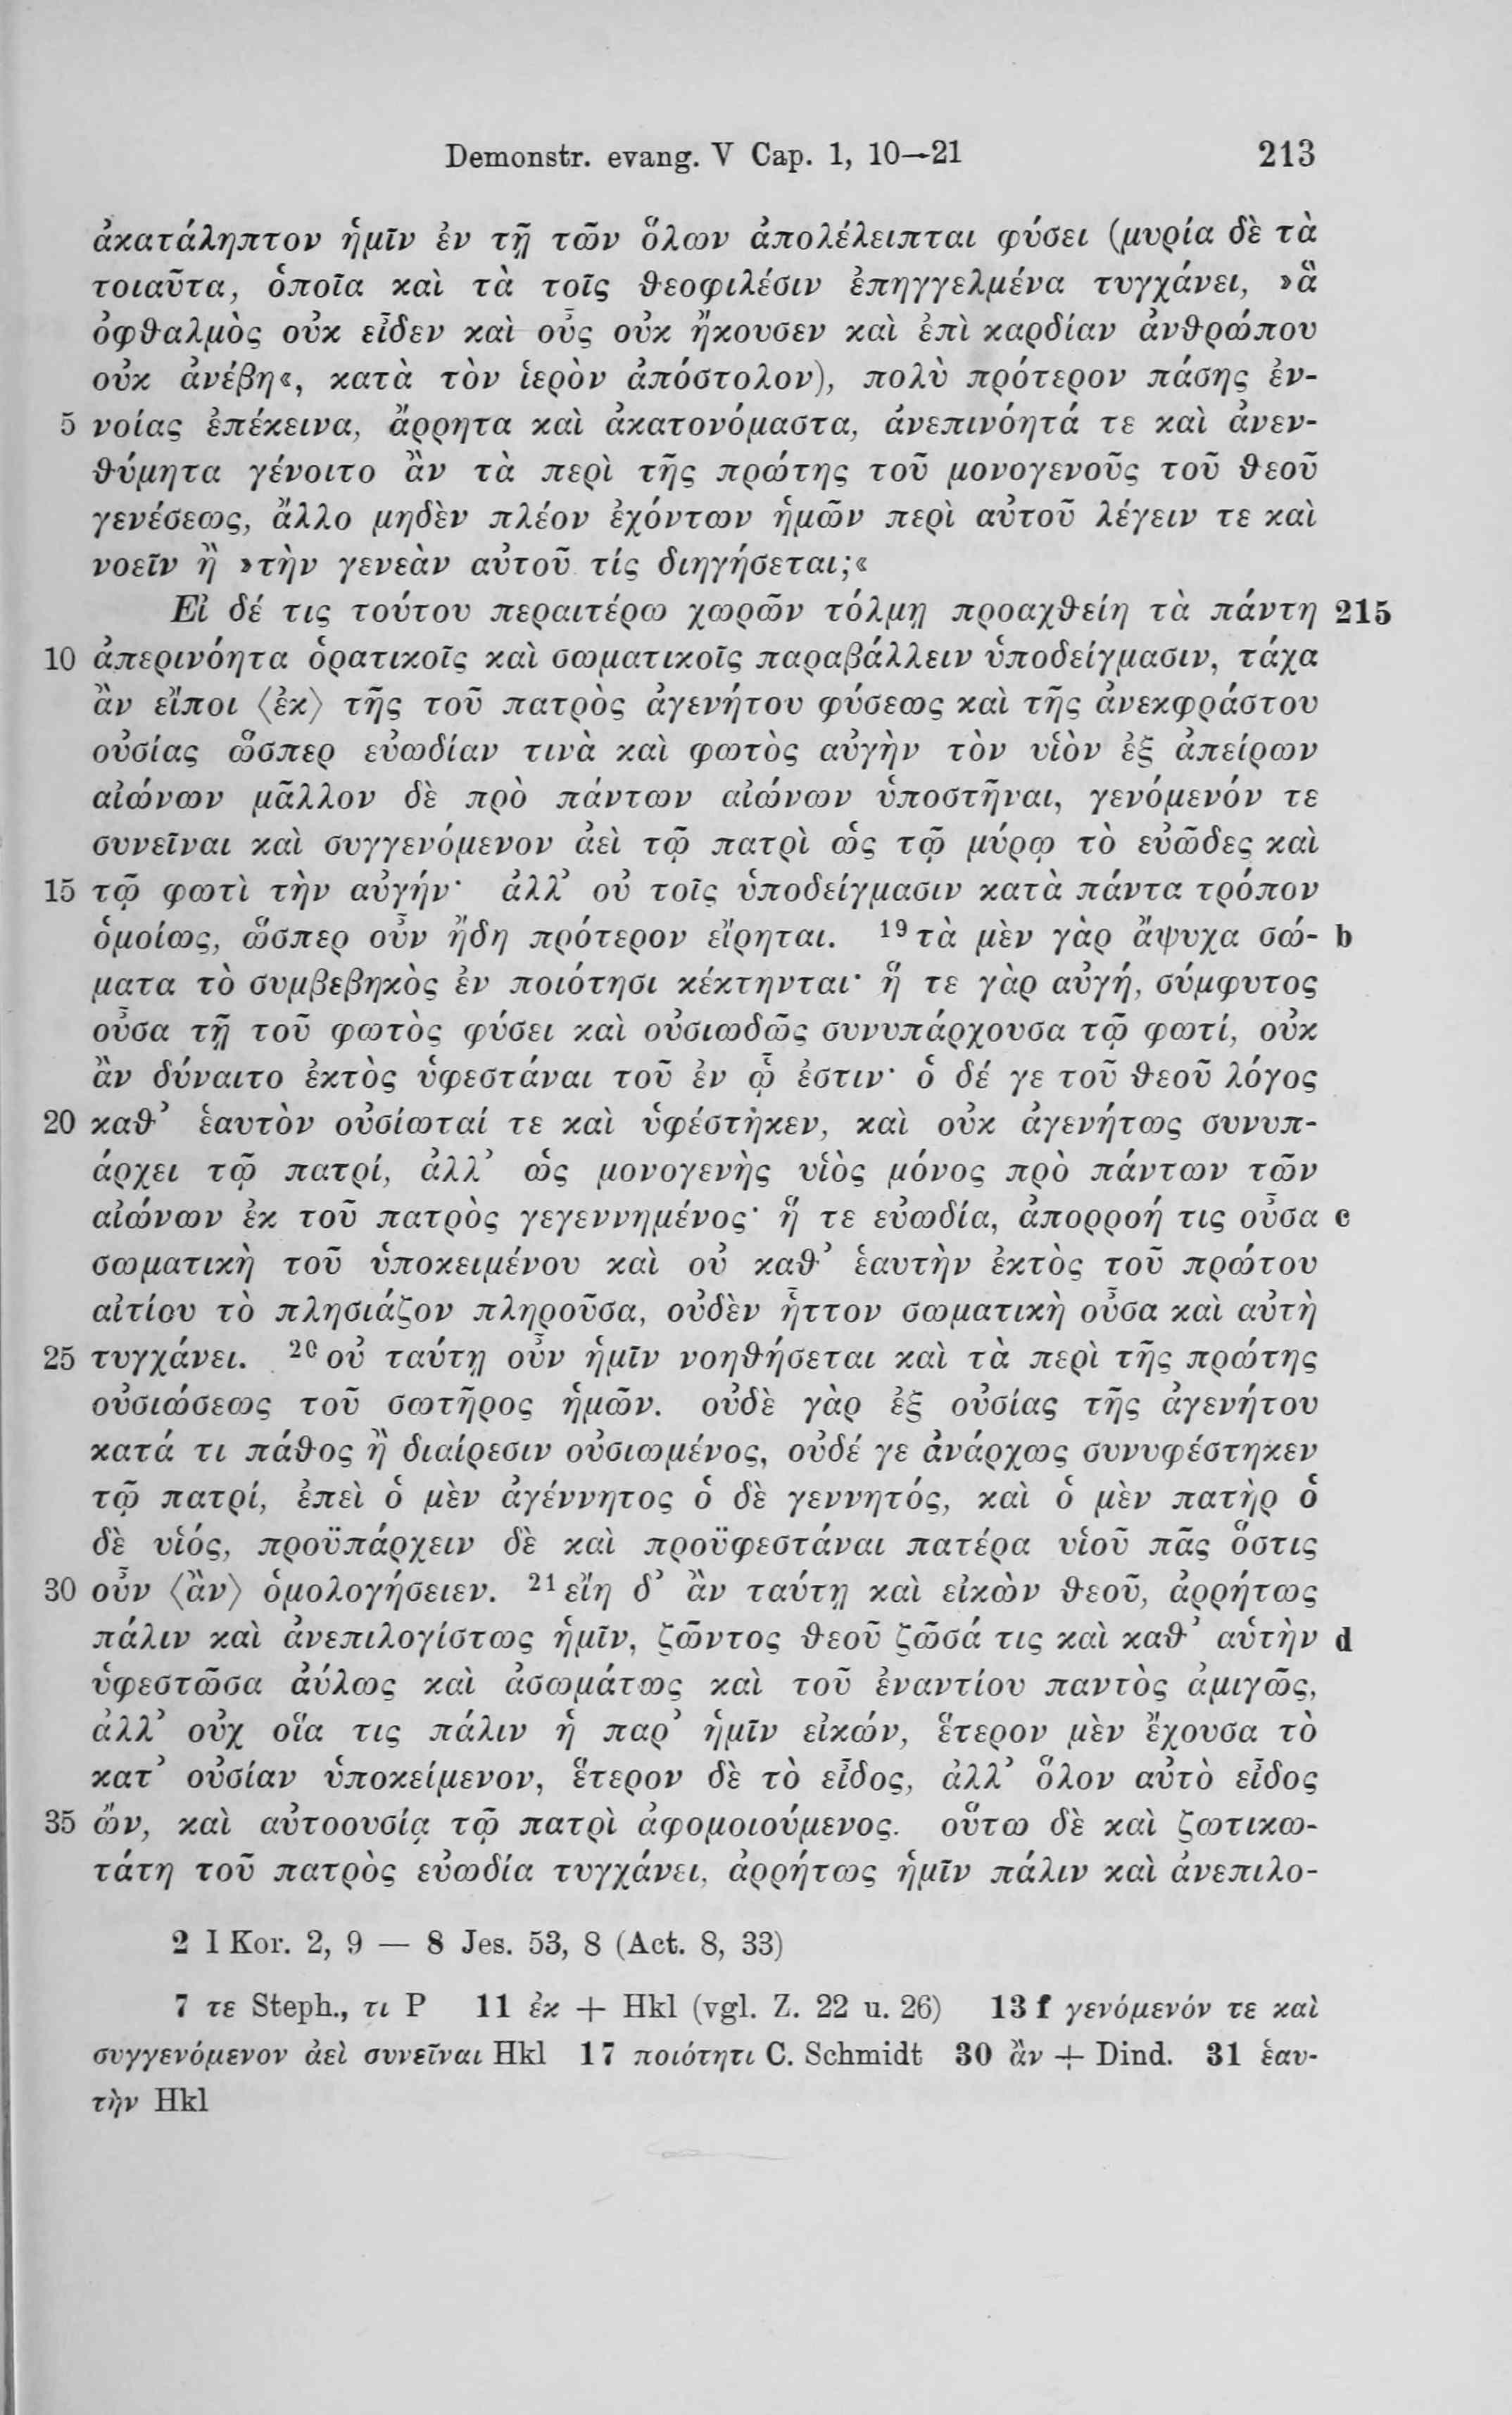 Demonstr. evang. V Cap. 1, 10—21 213
ἀκατάληπτον ἡμῖν ἐν τῇ τῶν ὅλων ἀπολέλειπται φύσει (μυρία δὲ τὰ
τοιαῦτα, ὁποῖα καὶ τὰ τοῖς θεοφιλέσιν ἐπηγγελμένα τυγχάνει, »ἃ
ὀφθαλμὸς οὐκ εἶδεν καὶ οὖς οὐκ ἤκουσεν καὶ ἐπὶ καρδίαν ἀνθρώπου
οὐκ ἀνέβη«, κατὰ τὸν ἱερὸν ἀπόστολον), πολὺ πρότερον πάσης ἐν-
5 νοίας ἐπέκεινα, ἄρρητα καὶ ἀκατονόμαστα, ἀνεπινόητά τε καὶ ἀνεν-
θύμητα γένοιτο ἂν τὰ περὶ τῆς πρώτης τοῦ μονογενοῦς τοῦ θεοῦ
γενέσεως, ἄλλο μηδὲν πλέον ἐχόντων ἡμῶν περὶ αὐτοῦ λέγειν τε καὶ
νοεῖν ἢ »τὴν γενεὰν αὐτοῦ τίς διηγήσεται;«
Εἰ δέ τις τούτου περαιτέρω χωρῶν τόλμῃ προαχθείη τὰ πάντη 215
10 ἀπερινόητα ὁρατικοῖς καὶ σωματικοῖς παραβάλλειν ὑποδείγμασιν, τάχα
ἂν εἴποι ⟨ἐκ⟩ τῆς τοῦ πατρὸς ἀγενήτου φύσεως καὶ τῆς ἀνεκφράστου
οὐσίας ὥσπερ εὐωδίαν τινὰ καὶ φωτὸς αὐγὴν τὸν υἱὸν ἐξ ἀπείρων
αἰώνων μᾶλλον δὲ πρὸ πάντων αἰώνων ὑποστῆναι, γενόμενόν τε
συνεῖναι καὶ συγγενόμενον ἀεὶ τῷ πατρὶ ὡς τῷ μύρῳ τὸ εὐῶδες καὶ
15 τῷ φωτὶ τὴν αὐγήν· ἀλλ’ οὐ τοῖς ὑποδείγμασιν κατὰ πάντα τρόπον
ὁμοίως, ὥσπερ οὖν ἤδη πρότερον εἴρηται. ¹⁹ τὰ μὲν γὰρ ἄψυχα σώ- b
ματα τὸ συμβεβηκὸς ἐν ποιότησι κέκτηνται· ἥ τε γὰρ αὐγή, σύμφυτος
οὖσα τῇ τοῦ φωτὸς φύσει καὶ οὐσιωδῶς συνυπάρχουσα τῷ φωτί, οὐκ
ἂν δύναιτο ἐκτὸς ὑφεστάναι τοῦ ἐν ᾧ ἐστιν· ὁ δέ γε τοῦ θεοῦ λόγος
20 καθ’ ἑαυτὸν οὐσίωταί τε καὶ ὑφέστηκεν, καὶ οὐκ ἀγενήτως συνυπ-
άρχει τῷ πατρί, ἀλλ’ ὡς μονογενὴς υἱὸς μόνος πρὸ πάντων τῶν
αἰώνων ἐκ τοῦ πατρὸς γεγεννημένος· ἥ τε εὐωδία, ἀπορροή τις οὖσα c
σωματικὴ τοῦ ὑποκειμένου καὶ οὐ καθ’ ἑαυτὴν ἐκτὸς τοῦ πρώτου
αἰτίου τὸ πλησιάζον πληροῦσα, οὐδὲν ἧττον σωματικὴ οὖσα καὶ αὐτὴ
25 τυγχάνει. ²⁰ οὐ ταύτῃ οὖν ἡμῖν νοηθήσεται καὶ τὰ περὶ τῆς πρώτης
οὐσιώσεως τοῦ σωτῆρος ἡμῶν. οὐδὲ γὰρ ἐξ οὐσίας τῆς ἀγενήτου
κατά τι πάθος ἢ διαίρεσιν οὐσιωμένος, οὐδέ γε ἀνάρχως συνυφέστηκεν
τῷ πατρί, ἐπεὶ ὁ μὲν ἀγέννητος ὁ δὲ γεννητός, καὶ ὁ μὲν πατὴρ ὁ
δὲ υἱός, προϋπάρχειν δὲ καὶ προϋφεστάναι πατέρα υἱοῦ πᾶς ὅστις
30 οὖν ⟨ἂν⟩ ὁμολογήσειεν. ²¹ εἴη δ’ ἂν ταύτῃ καὶ εἰκὼν θεοῦ, ἀρρήτως
πάλιν καὶ ἀνεπιλογίστως ἡμῖν, ζῶντος θεοῦ ζῶσά τις καὶ καθ’ αὑτὴν d
ὑφεστῶσα ἀύλως καὶ ἀσωμάτως καὶ τοῦ ἐναντίου παντὸς ἀμιγῶς,
ἀλλ’ οὐχ οἵα τις πάλιν ἡ παρ’ ἡμῖν εἰκών, ἕτερον μὲν ἔχουσα τὸ
κατ’ οὐσίαν ὑποκείμενον, ἕτερον δὲ τὸ εἶδος, ἀλλ’ ὅλον αὐτὸ εἶδος
35 ὤν, καὶ αὐτοουσίᾳ τῷ πατρὶ ἀφομοιούμενος. οὕτω δὲ καὶ ζωτικω-
τάτη τοῦ πατρὸς εὐωδία τυγχάνει, ἀρρήτως ἡμῖν πάλιν καὶ ἀνεπιλο-
2 I Kor. 2, 9 — 8 Jes. 53, 8 (Act. 8, 33)
7 τε Steph., τι P 11 ἐκ + Hkl (vgl. Z. 22 u. 26) 13 f γενόμενόν τε καὶ
συγγενόμενον ἀεὶ συνεῖναι Hkl 17 ποιότητι C. Schmidt 30 ἂν + Dind. 31 ἑαυ-
τὴν Hkl